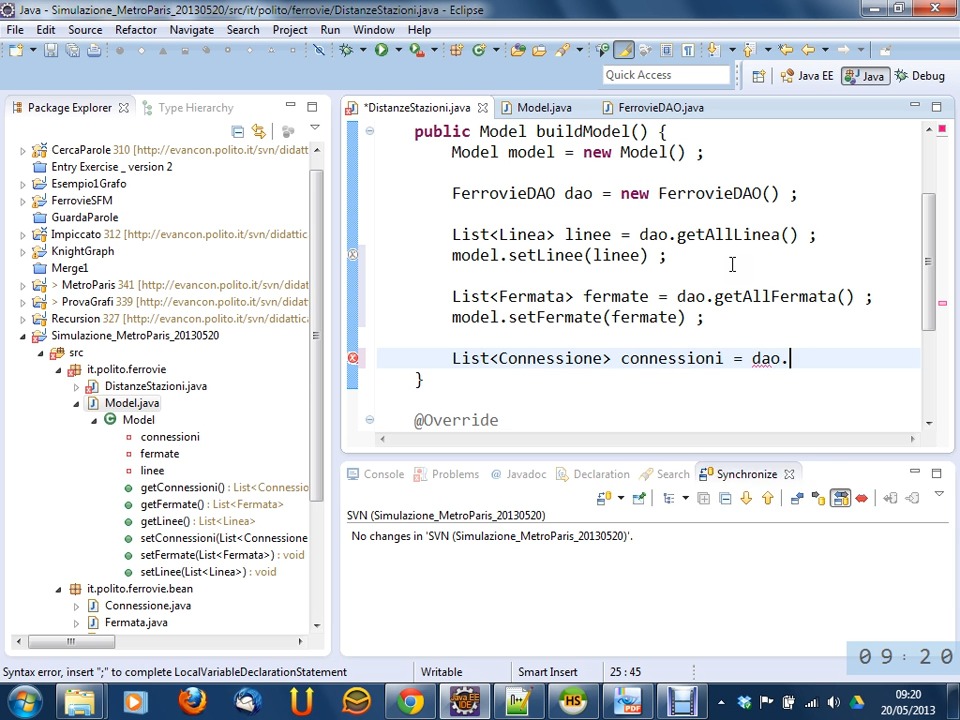 Java - Simulazione_MetroParis_20130520/src/it/polito/ferrovie/DistanzeStazioni.java - Eclipse
File Edit Source Refactor Navigate Search Project Run Window Help
Quick Access
Java EE
Java
Debug
Package Explorer
Type Hierarchy
CercaParole 310 [http://evancon.polito.it/svn/didatt
Entry Exercise _ version 2
Esempio1Grafo
FerrovieSFM
GuardaParole
Impiccato 312 [http://evancon.polito.it/svn/didattic
KnightGraph
Merge1
> MetroParis 341 [http://evancon.polito.it/svn/dida
> ProvaGrafi 339 [http://evancon.polito.it/svn/dida
Recursion 327 [http://evancon.polito.it/svn/didattica
Simulazione_MetroParis_20130520
src
it.polito.ferrovie
DistanzeStazioni.java
Model.java
Model
connessioni
fermate
linee
getConnessioni() : List<Connessio
getFermate() : List<Fermata>
getLinee() : List<Linea>
setConnessioni(List<Connessione
setFermate(List<Fermata>) : void
setLinee(List<Linea>) : void
it.polito.ferrovie.bean
Connessione.java
Fermata.java
*DistanzeStazioni.java
Model.java
FerrovieDAO.java
public Model buildModel() {
Model model = new Model() ;
FerrovieDAO dao = new FerrovieDAO() ;
List<Linea> linee = dao.getAllLinea() ;
model.setLinee(linee) ;
List<Fermata> fermate = dao.getAllFermata() ;
model.setFermate(fermate) ;
List<Connessione> connessioni = dao.
}
@Override
Console
Problems
@ Javadoc
Declaration
Search
Synchronize
SVN (Simulazione_MetroParis_20130520)
No changes in 'SVN (Simulazione_MetroParis_20130520)'.
09:20
Syntax error, insert ";" to complete LocalVariableDeclarationStatement
Writable
Smart Insert
25 : 45
09:20
20/05/2013